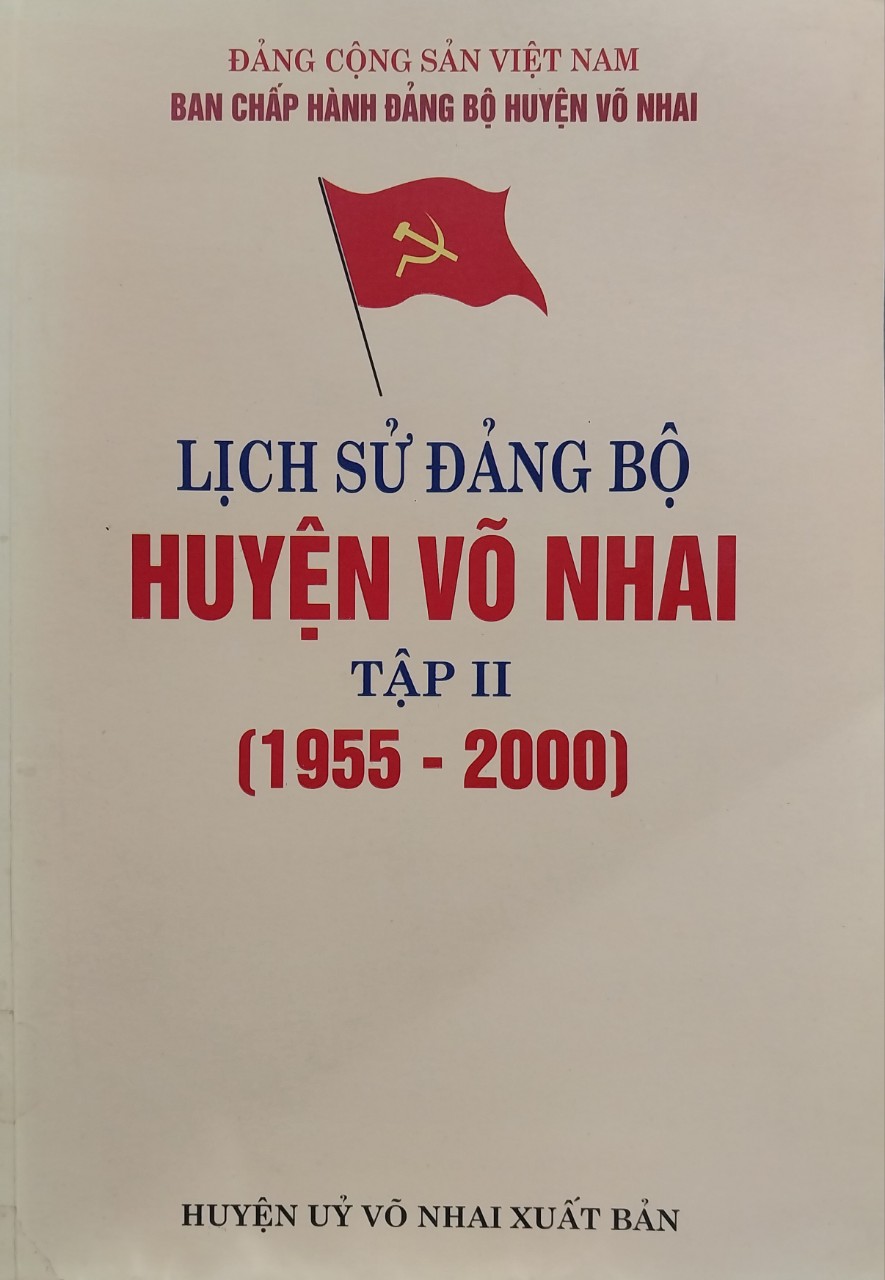 ĐẢNG CỘNG SẢN VIỆT NAM
BAN CHẤP HÀNH ĐẢNG BỘ HUYỆN VÕ NHAI
LỊCH SỬ ĐẢNG BỘ
HUYỆN VÕ NHAI
TẬP II
(1955 - 2000)
HUYỆN UỶ VÕ NHAI XUẤT BẢN